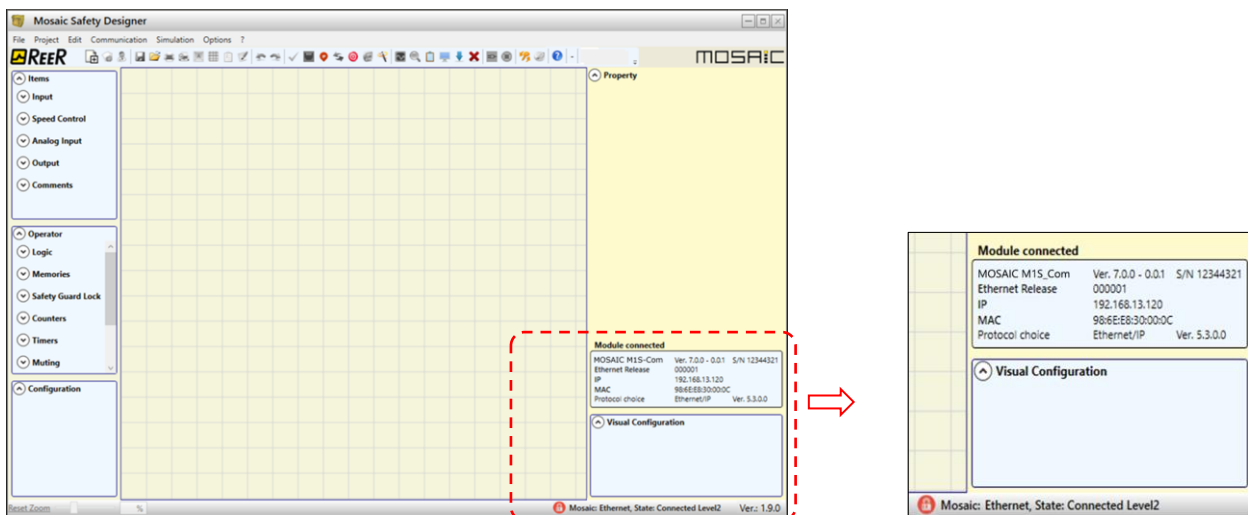 Mosaic Safety Designer
File Project Edit Communication Simulation Options ?
REER
MOSAIC
Items
Input
Speed Control
Analog Input
Output
Comments
Operator
Logic
Memories
Safety Guard Lock
Counters
Timers
Muting
Configuration
Reset Zoom %
Property
Module connected
MOSAIC M1S-Com Ver. 7.0.0 - 0.0.1 S/N 12344321
Ethernet Release 000001
IP 192.168.13.120
MAC 98:6E:E8:30:00:0C
Protocol choice Ethernet/IP Ver. 5.3.0.0
Visual Configuration
Mosaic: Ethernet, State: Connected Level2 Ver.: 1.9.0
Module connected
MOSAIC M1S_Com Ver. 7.0.0 - 0.0.1 S/N 12344321
Ethernet Release 000001
IP 192.168.13.120
MAC 98:6E:E8:30:00:0C
Protocol choice Ethernet/IP Ver. 5.3.0.0
Visual Configuration
Mosaic: Ethernet, State: Connected Level2